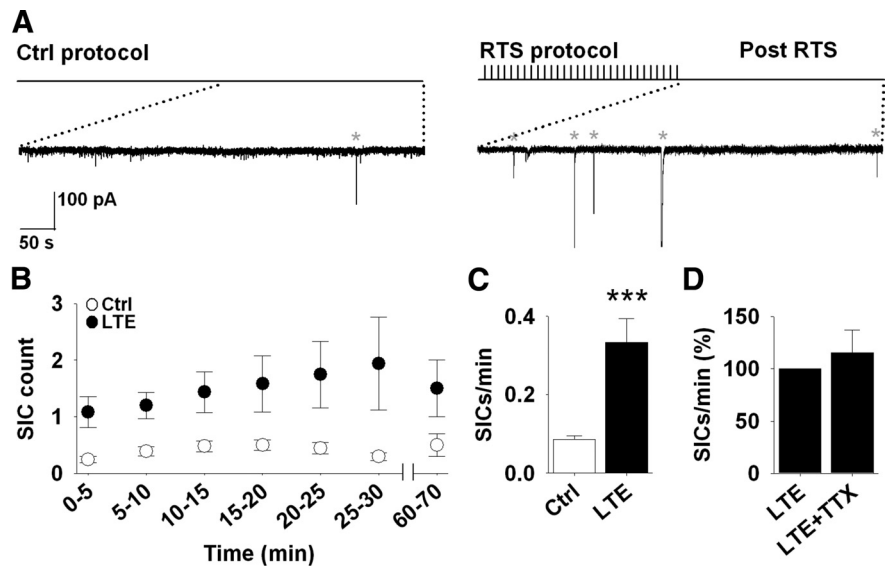 A
Ctrl protocol
RTS protocol
Post RTS
*
* * * * *
100 pA
50 s
B
3
2
1
0
SIC count
Ctrl
LTE
0-5
5-10
10-15
15-20
20-25
25-30
60-70
Time (min)
C
***
0.4
0.2
0.0
SICs/min
Ctrl
LTE
D
150
100
50
0
SICs/min (%)
LTE
LTE+TTX